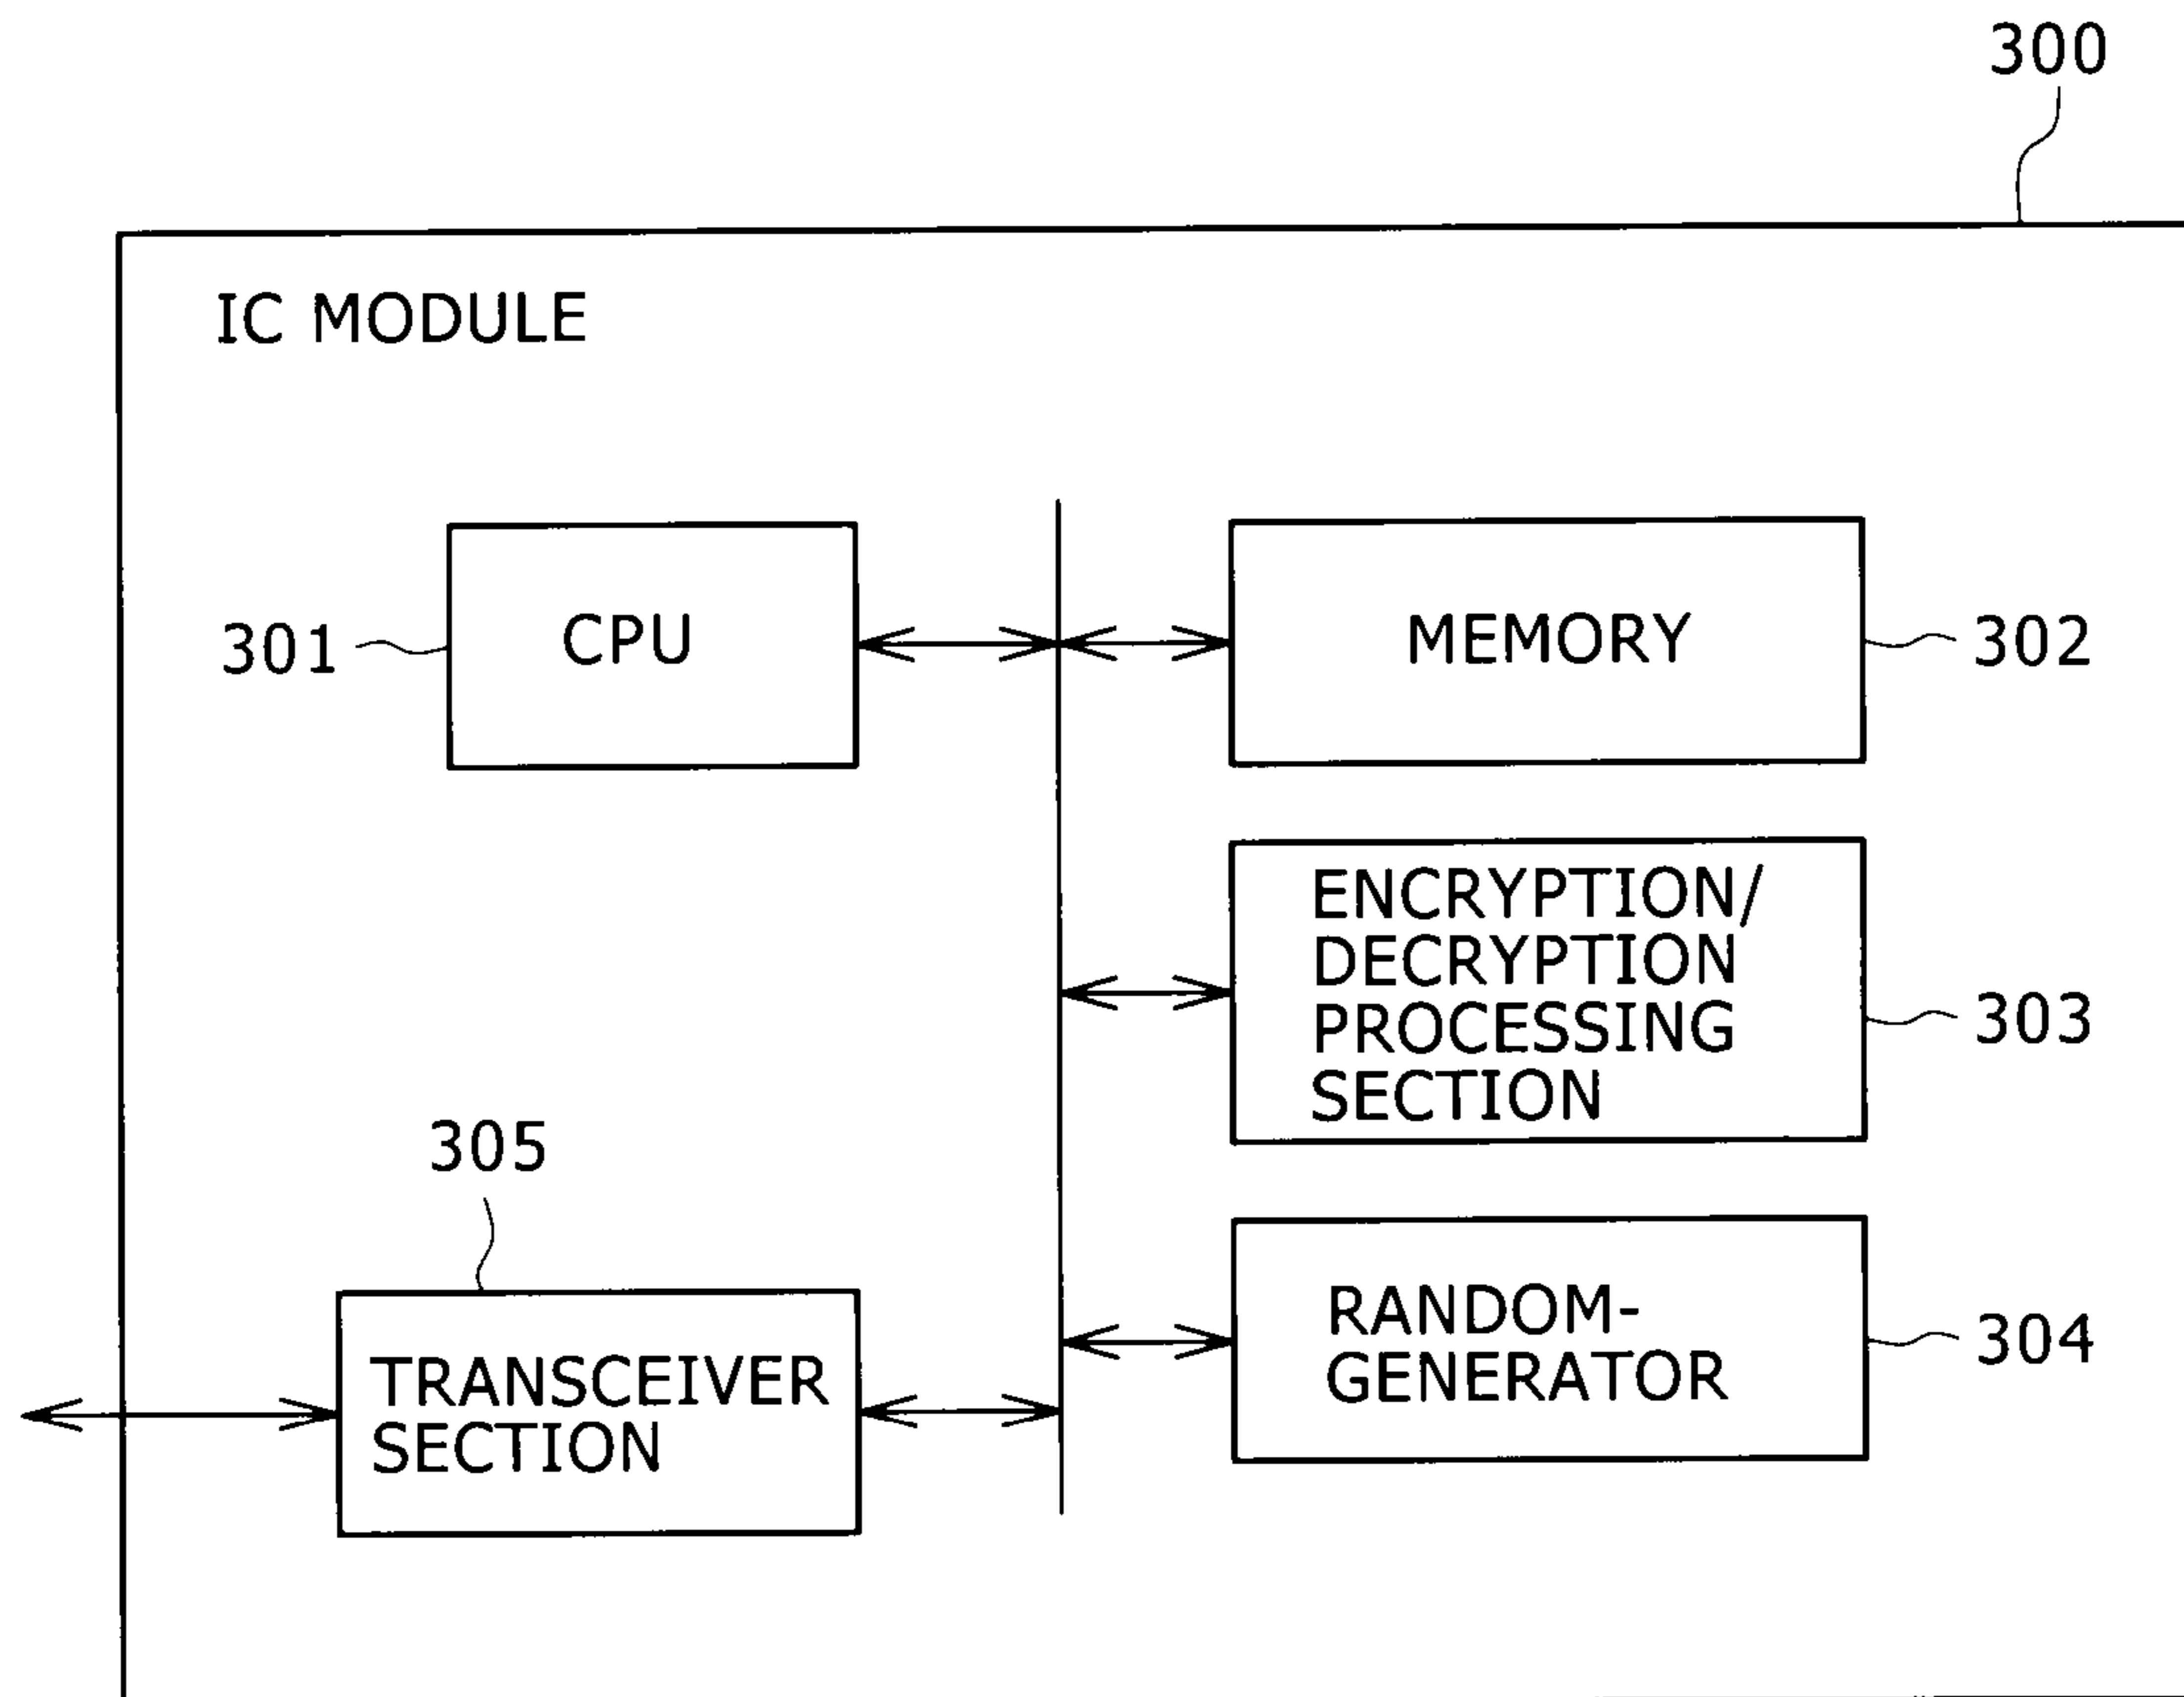 300
IC MODULE
301
CPU
MEMORY
302
ENCRYPTION/
DECRYPTION
PROCESSING
SECTION
303
305
TRANSCEIVER
SECTION
RANDOM-
GENERATOR
304